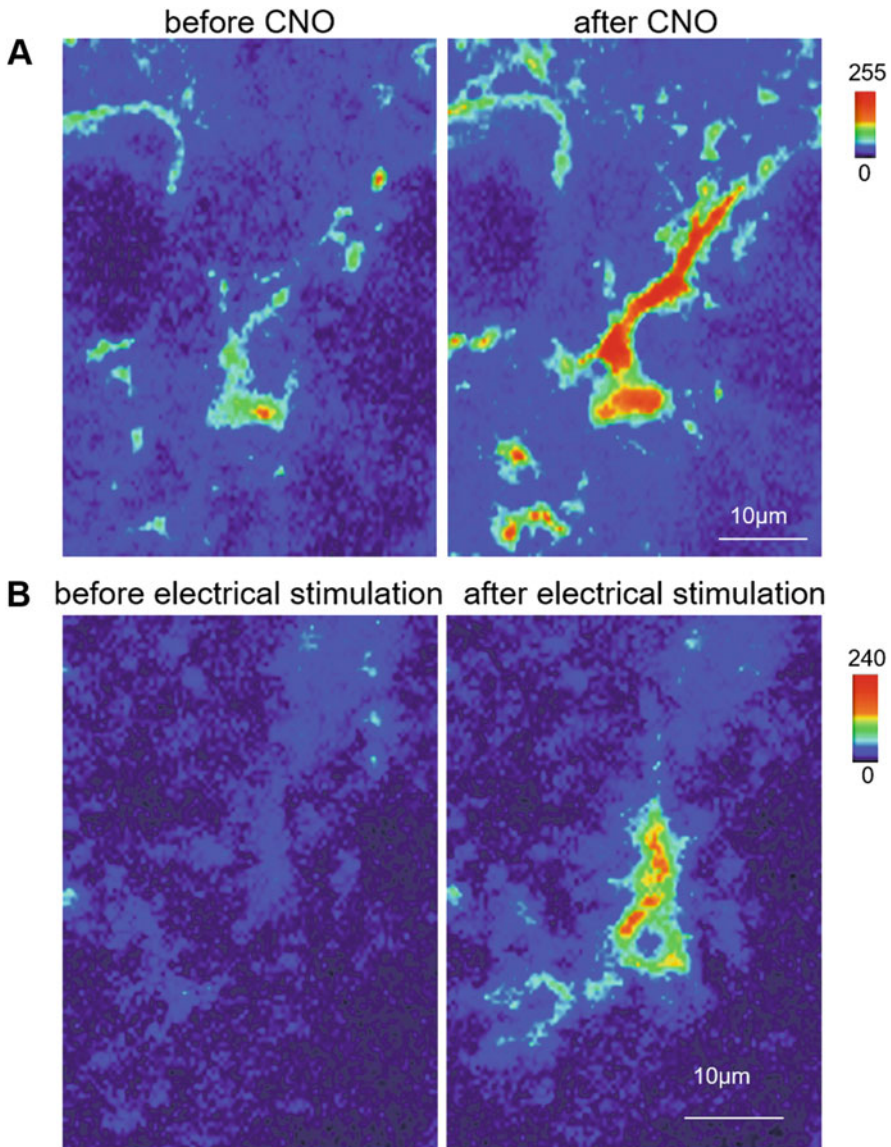 before CNO
after CNO
A
255
0
10µm
B
before electrical stimulation
after electrical stimulation
240
0
10µm